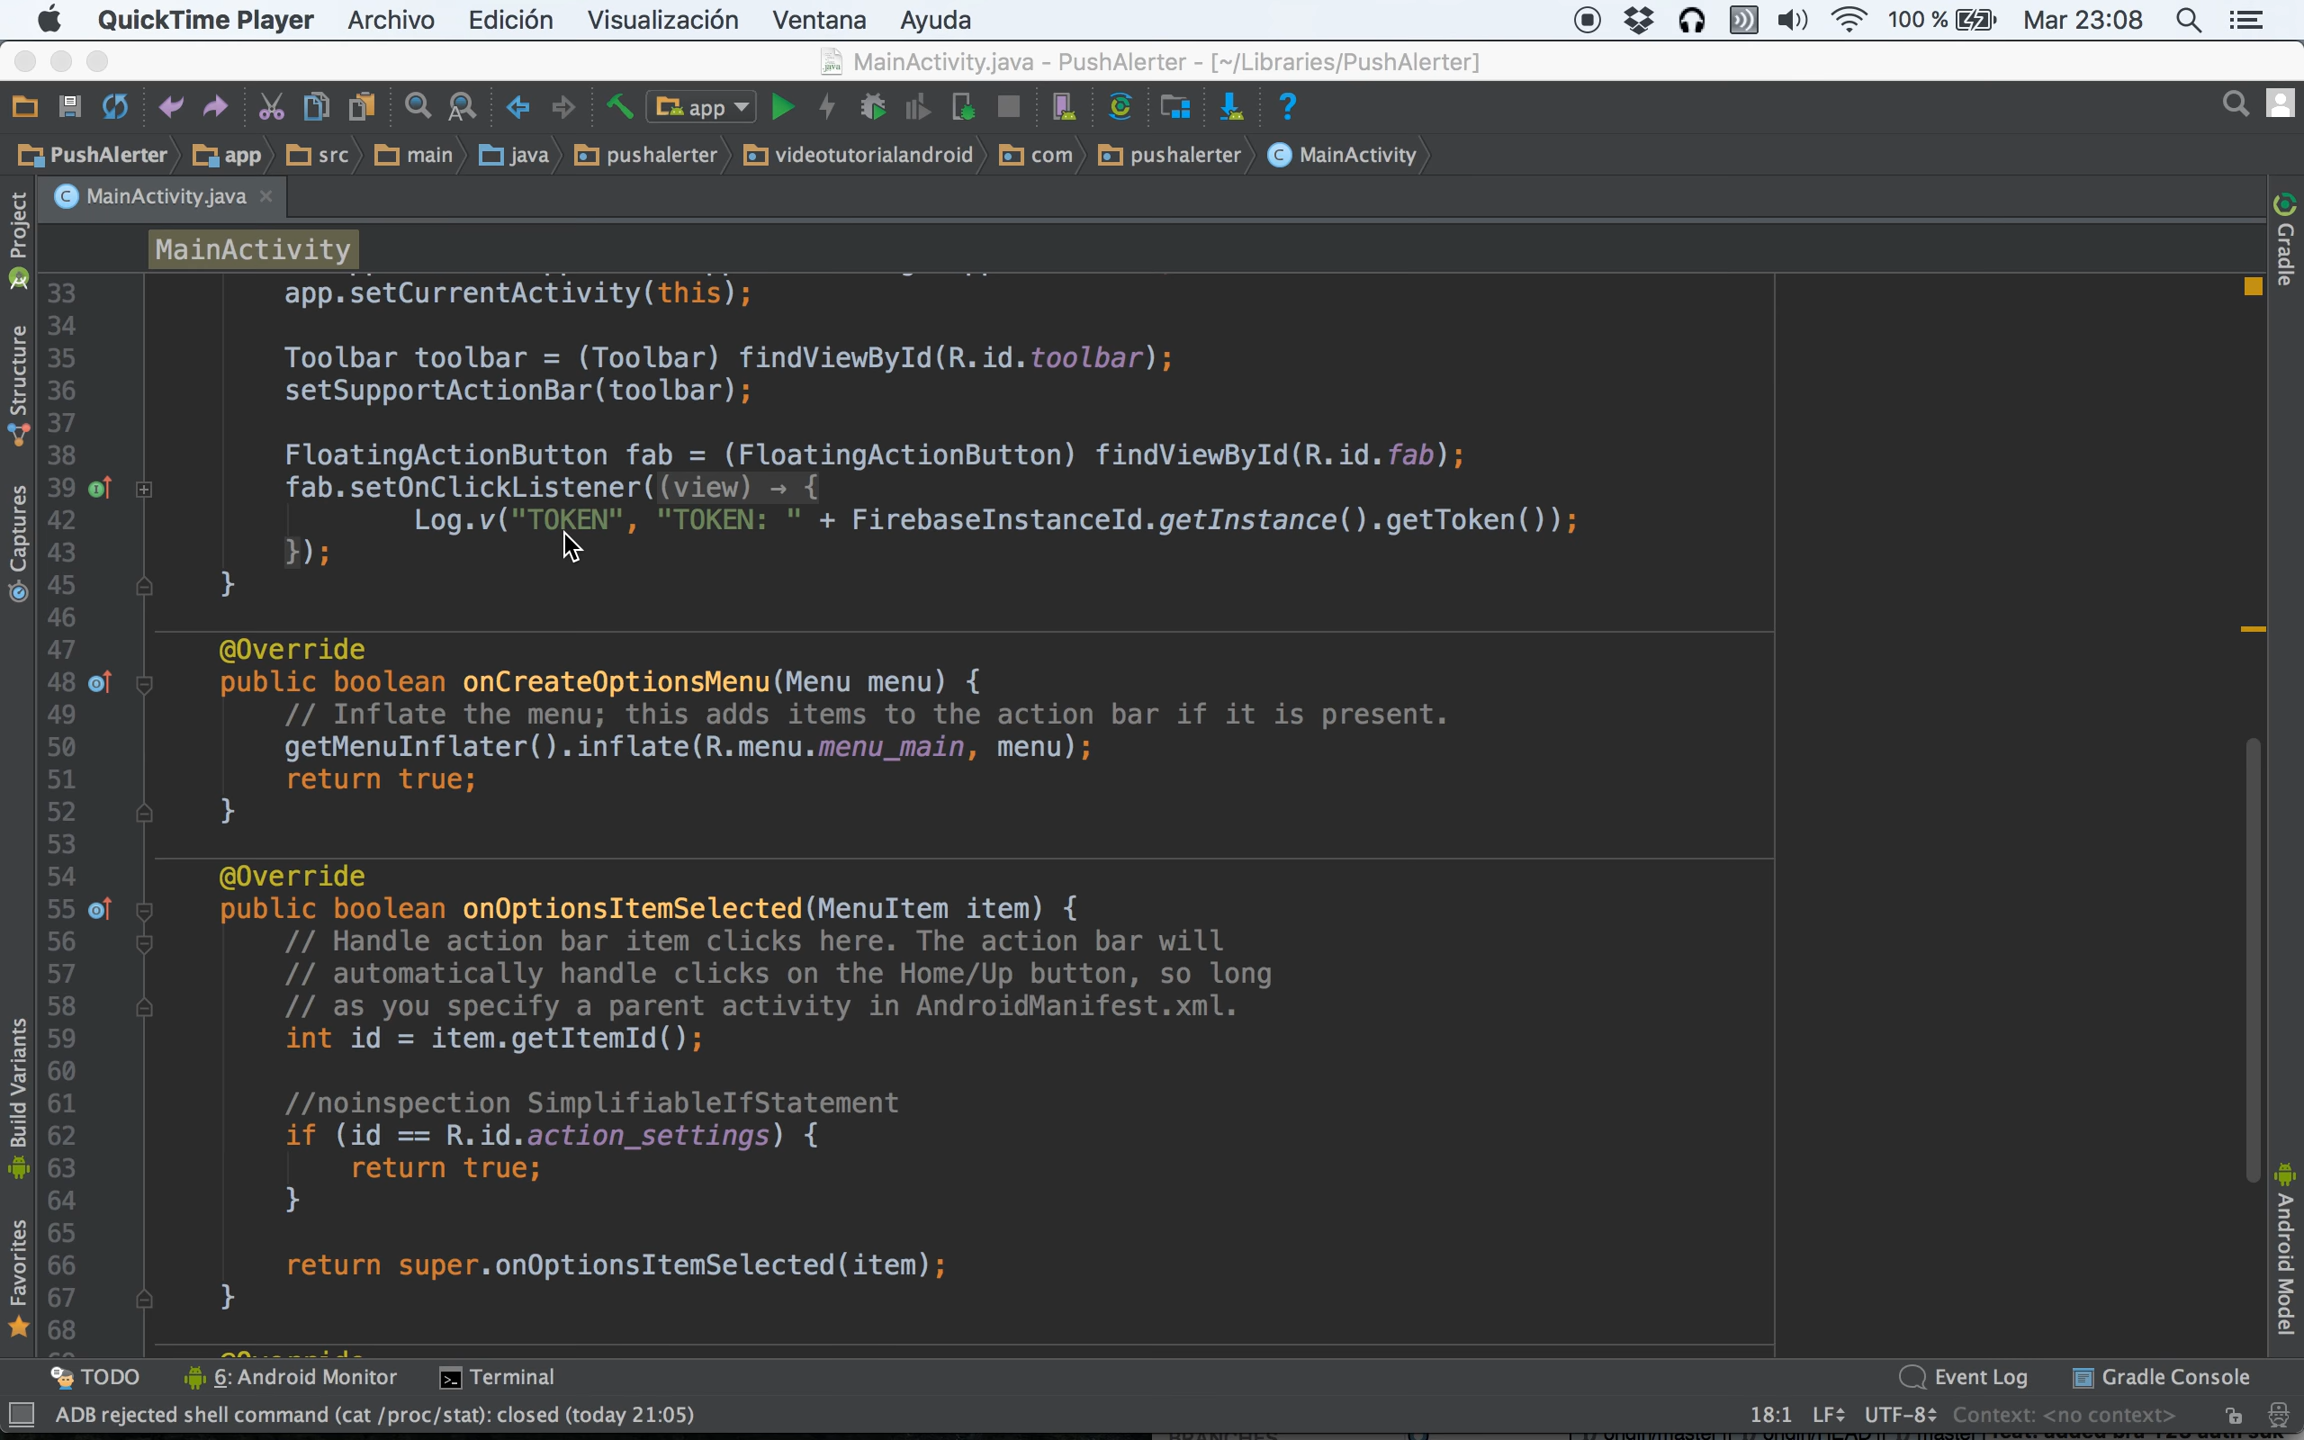 QuickTime Player Archivo Edición Visualización Ventana Ayuda 100 % Mar 23:08
MainActivity.java - PushAlerter - [~/Libraries/PushAlerter]
app
PushAlerter app src main java pushalerter videotutorialandroid com pushalerter MainActivity
MainActivity.java
MainActivity
Project
Structure
Captures
Build Variants
Favorites
Gradle
Android Model
33 app.setCurrentActivity(this);
34
35 Toolbar toolbar = (Toolbar) findViewById(R.id.toolbar);
36 setSupportActionBar(toolbar);
37
38 FloatingActionButton fab = (FloatingActionButton) findViewById(R.id.fab);
39 fab.setOnClickListener((view) → {
42 Log.v("TOKEN", "TOKEN: " + FirebaseInstanceId.getInstance().getToken());
43 });
45 }
46
47 @Override
48 public boolean onCreateOptionsMenu(Menu menu) {
49 // Inflate the menu; this adds items to the action bar if it is present.
50 getMenuInflater().inflate(R.menu.menu_main, menu);
51 return true;
52 }
53
54 @Override
55 public boolean onOptionsItemSelected(MenuItem item) {
56 // Handle action bar item clicks here. The action bar will
57 // automatically handle clicks on the Home/Up button, so long
58 // as you specify a parent activity in AndroidManifest.xml.
59 int id = item.getItemId();
60
61 //noinspection SimplifiableIfStatement
62 if (id == R.id.action_settings) {
63 return true;
64 }
65
66 return super.onOptionsItemSelected(item);
67 }
68
TODO 6: Android Monitor Terminal Event Log Gradle Console
ADB rejected shell command (cat /proc/stat): closed (today 21:05) 18:1 LF UTF-8 Context: <no context>